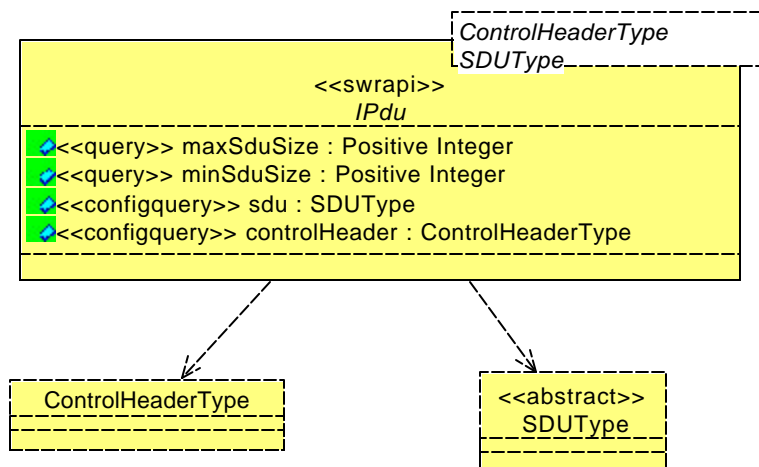 ControlHeaderType
SDUType
<<swrapi>>
IPdu
<<query>> maxSduSize : Positive Integer
<<query>> minSduSize : Positive Integer
<<configquery>> sdu : SDUType
<<configquery>> controlHeader : ControlHeaderType
ControlHeaderType
<<abstract>>
SDUType